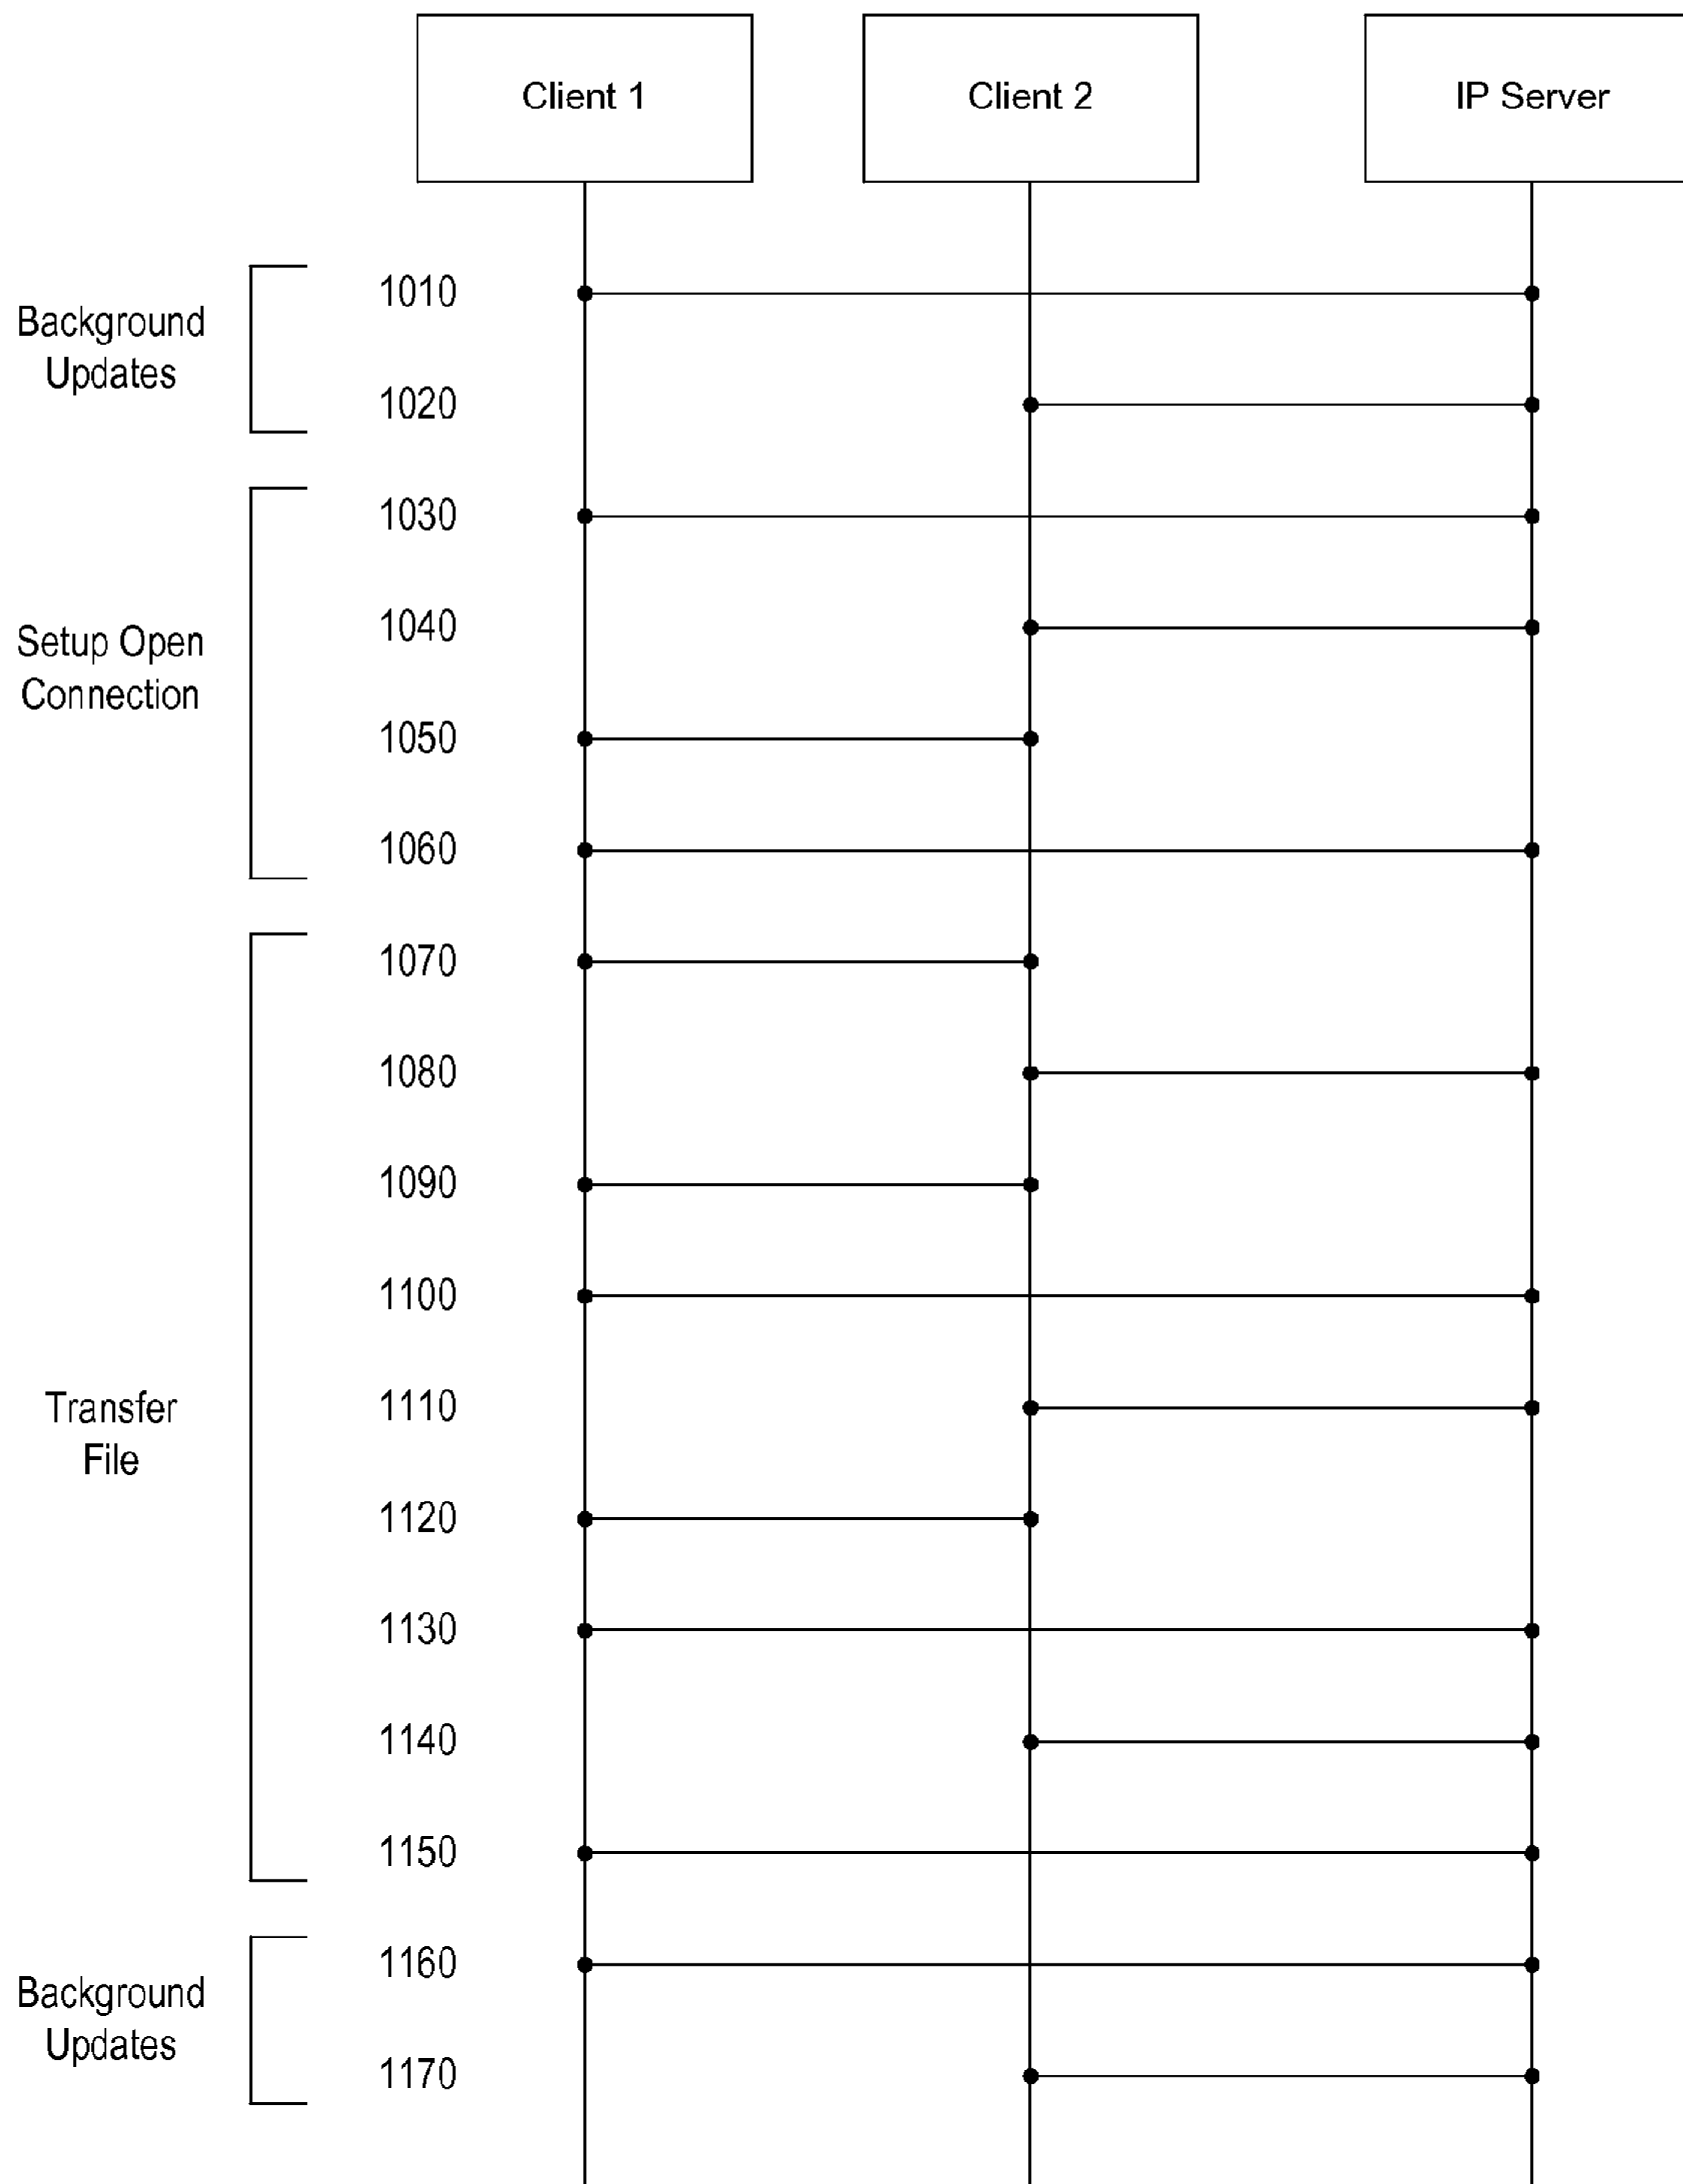 Client 1
Client 2
IP Server
Background
Updates
1010
1020
Setup Open
Connection
1030
1040
1050
1060
Transfer
File
1070
1080
1090
1100
1110
1120
1130
1140
1150
Background
Updates
1160
1170